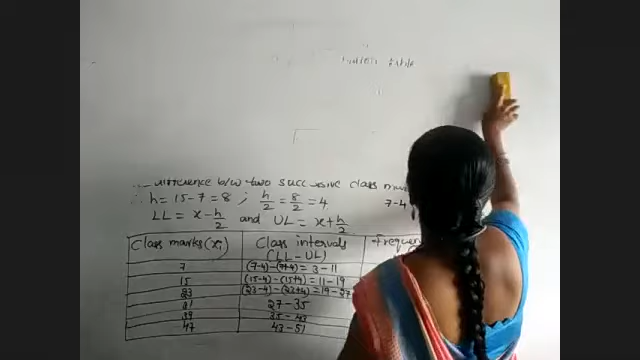 Difference b/w two successive class
∴ h = 15-7 = 8 ; h/2 = 8/2 = 4. 7-4
LL = x - h/2 and UL = x + h/2
Class marks (xi) Class intervals (LL - UL) Frequen
7 (7-4) - (7+4) = 3 - 11
15 (15-4) - (15+4) = 11 - 19
23 (23-4) - (23+4) = 19 - 27
31 27 - 35
39 35 - 43
47 43 - 51